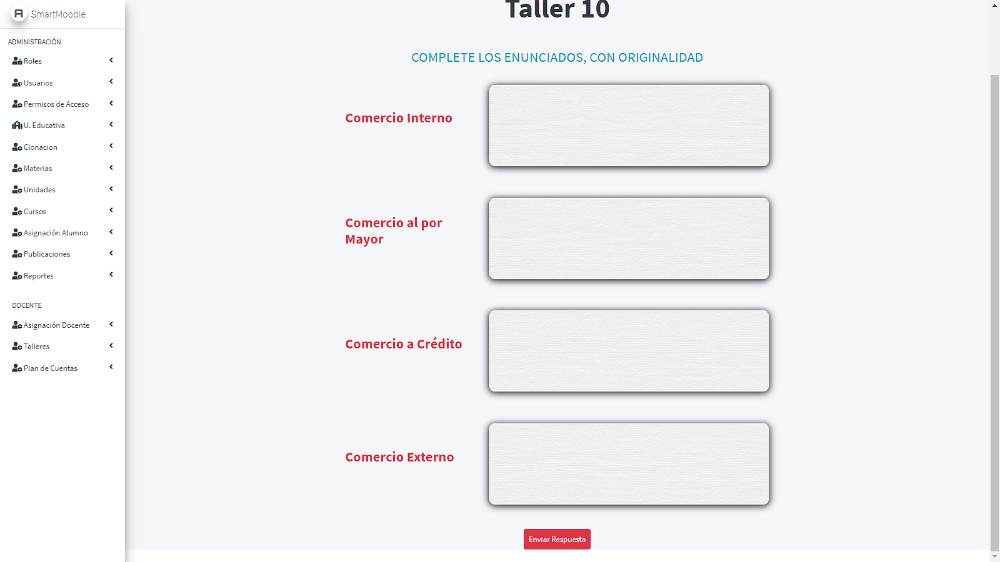 SmartMoodle
ADMINISTRACIÓN
Roles
Usuarios
Permisos de Acceso
U. Educativa
Clonacion
Materias
Unidades
Cursos
Asignación Alumno
Publicaciones
Reportes
DOCENTE
Asignación Docente
Talleres
Plan de Cuentas
Taller 10
COMPLETE LOS ENUNCIADOS, CON ORIGINALIDAD
Comercio Interno
Comercio al por
Mayor
Comercio a Crédito
Comercio Externo
Enviar Respuesta